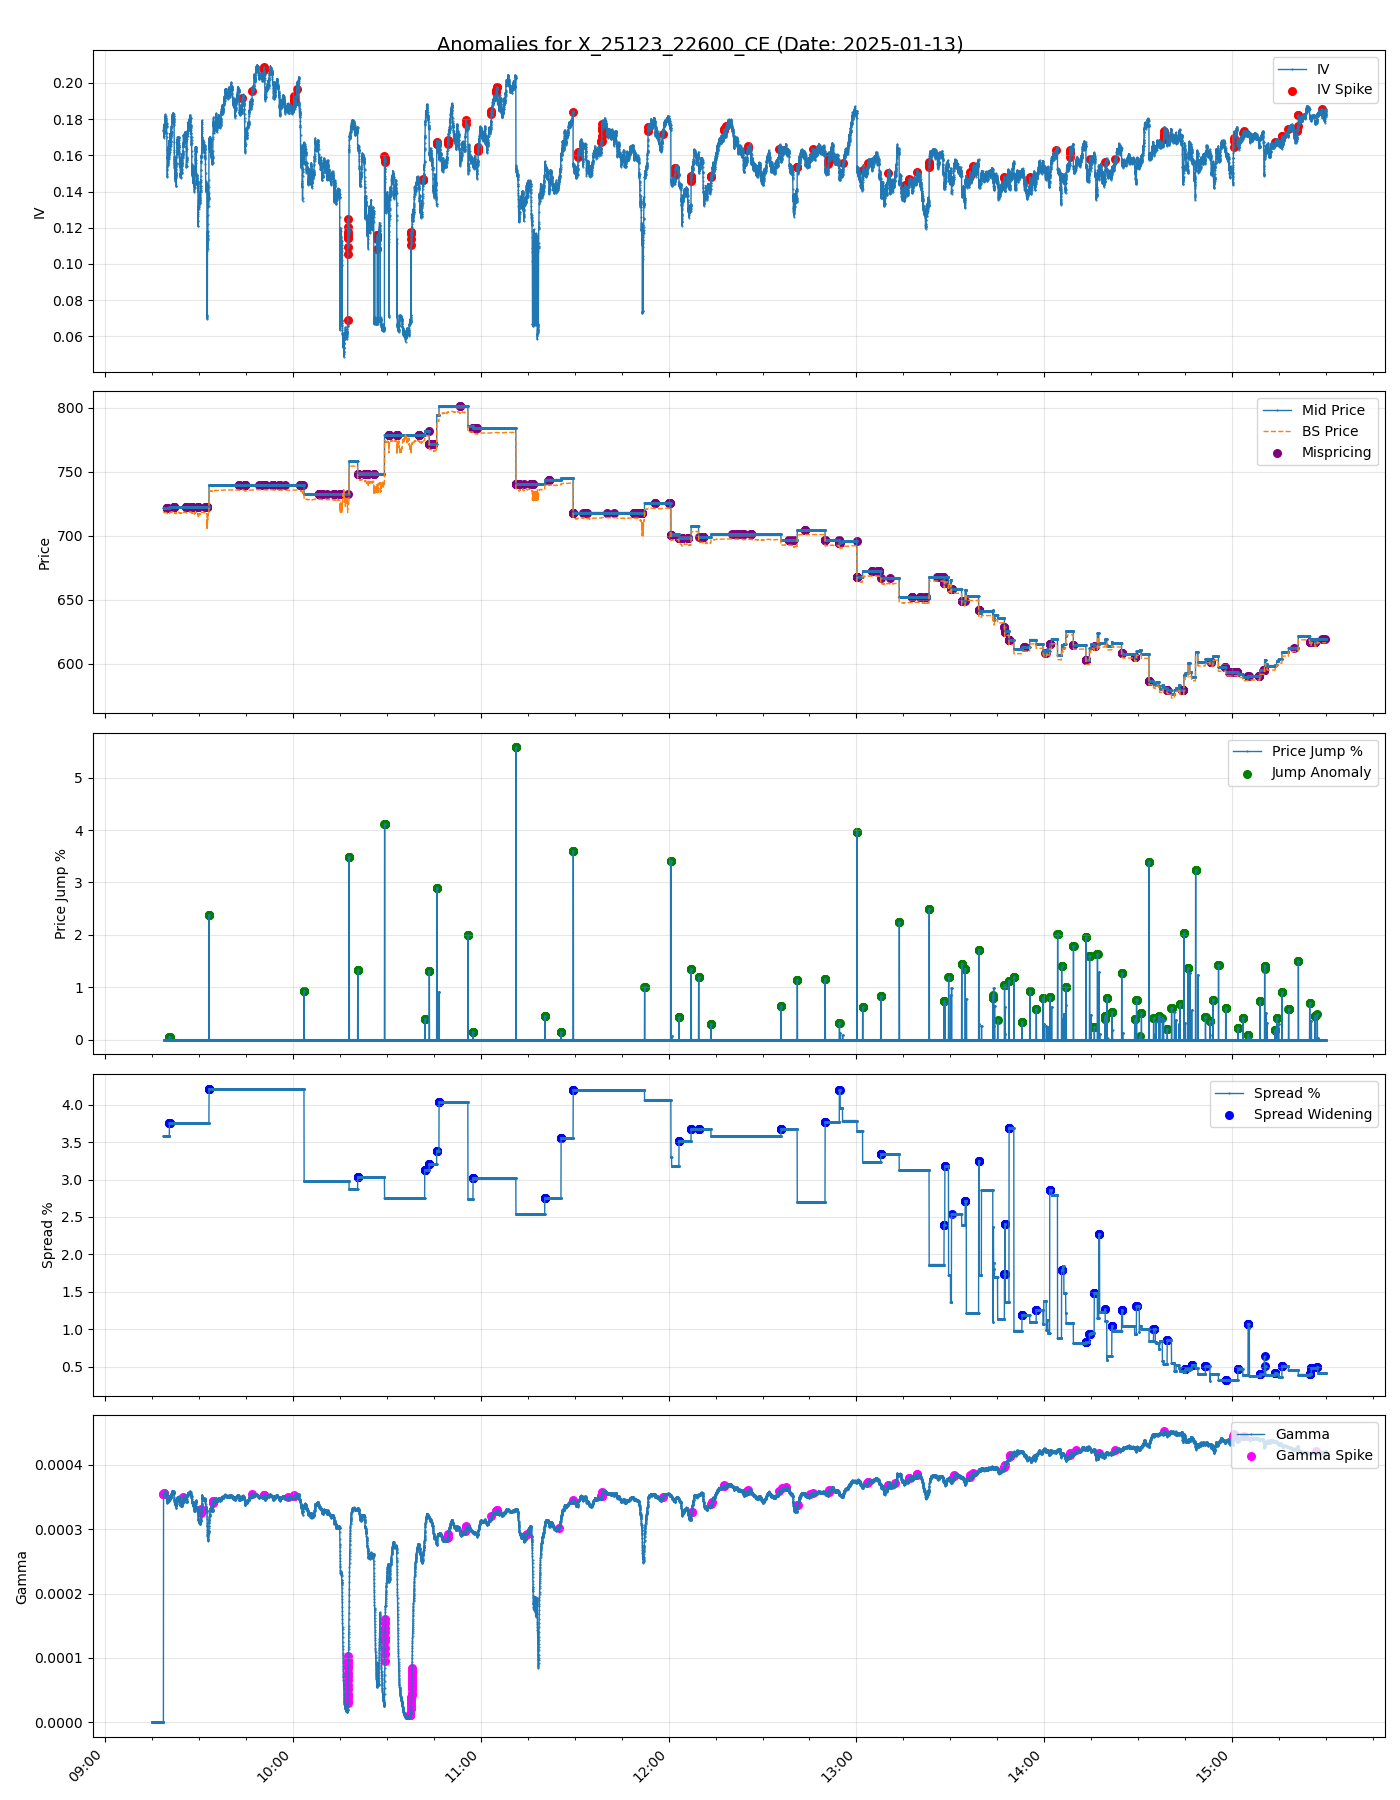 Anomalies for X_25123_22600_CE (Date: 2025-01-13)
IV
IV Spike
0.20
0.18
0.16
0.14
0.12
0.10
0.08
0.06
IV
Mid Price
BS Price
Mispricing
800
750
700
650
600
Price
Price Jump %
Jump Anomaly
5
4
3
2
1
0
Price Jump %
Spread %
Spread Widening
4.0
3.5
3.0
2.5
2.0
1.5
1.0
0.5
Spread %
Gamma
Gamma Spike
0.0004
0.0003
0.0002
0.0001
0.0000
Gamma
09:00
10:00
11:00
12:00
13:00
14:00
15:00